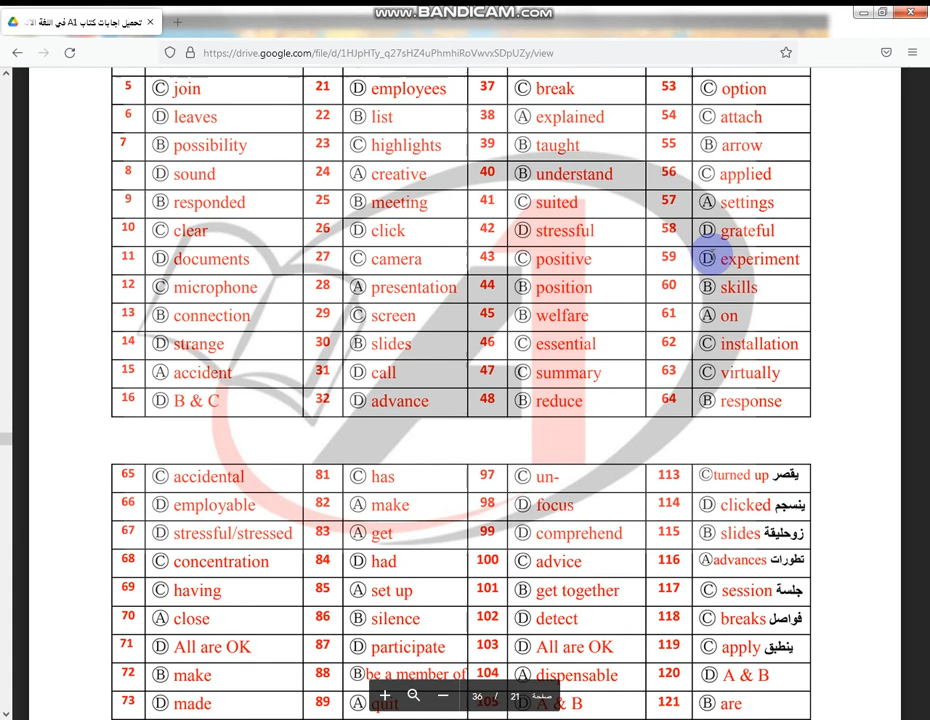 WWW.BANDICAM.COM
تحميل اجابات كتاب A1 في اللغة الان
https://drive.google.com/file/d/1HJpHTy_q27sHZ4uPhmhiRoVwvxSDpUZy/view
5 C join 21 D employees 37 C break 53 C option
6 D leaves 22 B list 38 A explained 54 C attach
7 B possibility 23 C highlights 39 B taught 55 B arrow
8 D sound 24 A creative 40 B understand 56 C applied
9 B responded 25 B meeting 41 C suited 57 A settings
10 C clear 26 D click 42 D stressful 58 D grateful
11 D documents 27 C camera 43 C positive 59 D experiment
12 C microphone 28 A presentation 44 B position 60 B skills
13 B connection 29 C screen 45 B welfare 61 A on
14 D strange 30 B slides 46 C essential 62 C installation
15 A accident 31 D call 47 C summary 63 C virtually
16 D B & C 32 D advance 48 B reduce 64 B response
65 C accidental 81 C has 97 C un- 113 C turned up يقصر
66 D employable 82 A make 98 D focus 114 D clicked ينسجم
67 D stressful/stressed 83 A get 99 D comprehend 115 B slides زوحليقة
68 C concentration 84 D had 100 C advice 116 A advances تطورات
69 C having 85 A set up 101 B get together 117 C session جلسة
70 A close 86 B silence 102 D detect 118 C breaks فواصل
71 D All are OK 87 D participate 103 D All are OK 119 C apply ينطبق
72 B make 88 B be a member of 104 A dispensable 120 D A & B
73 D made 89 A quit 105 D A & B 121 B are
صفحة 21 / 36